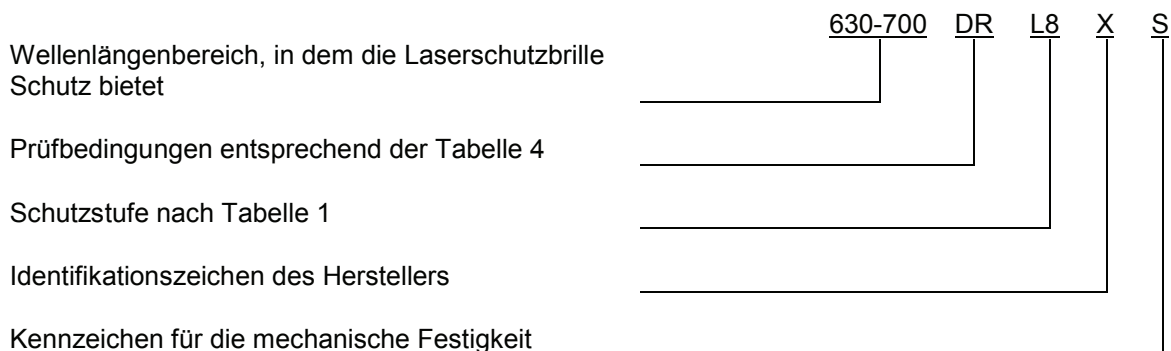 630-700 DR L8 X S
Wellenlängenbereich, in dem die Laserschutzbrille
Schutz bietet
Prüfbedingungen entsprechend der Tabelle 4
Schutzstufe nach Tabelle 1
Identifikationszeichen des Herstellers
Kennzeichen für die mechanische Festigkeit